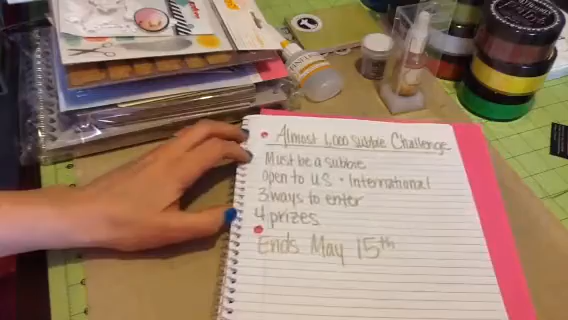 Almost 1,000 Subbie Challenge
Must be a subbie
open to US • International
3 ways to enter
4 prizes
Ends May 15th